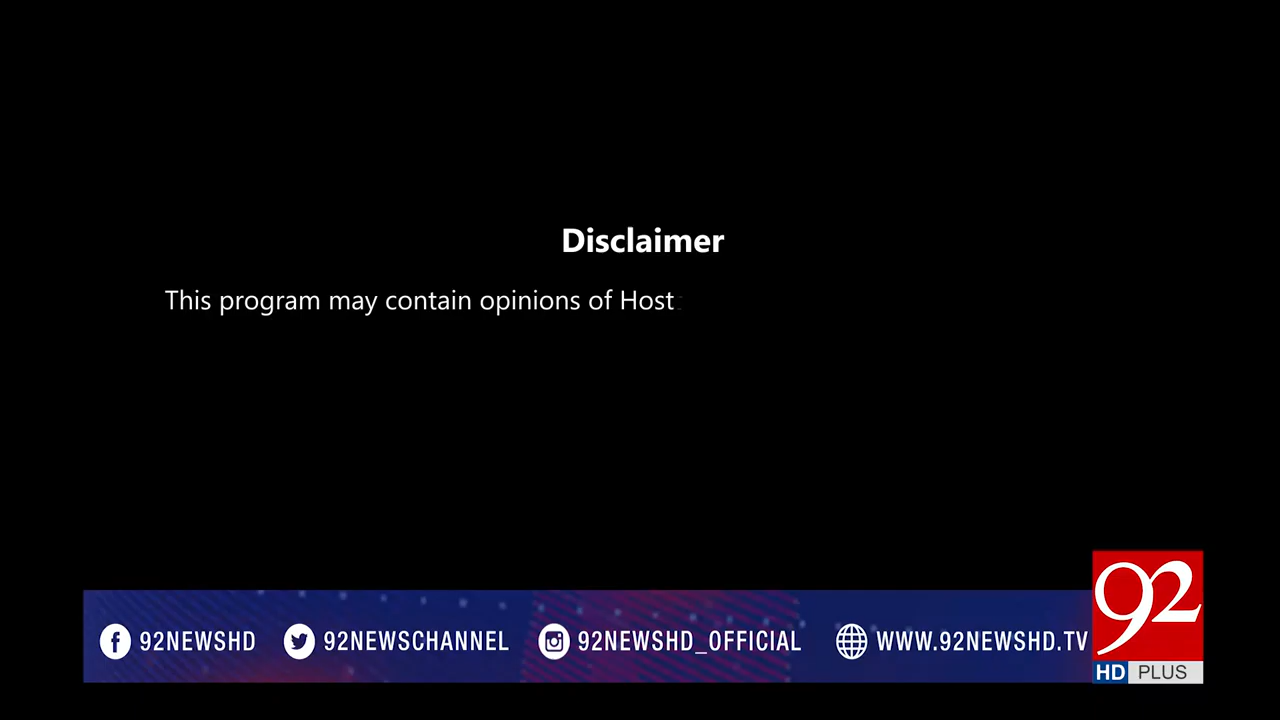 Disclaimer
This program may contain opinions of Host
92NEWSHD 92NEWSCHANNEL 92NEWSHD_OFFICIAL WWW.92NEWSHD.TV
92
HD PLUS